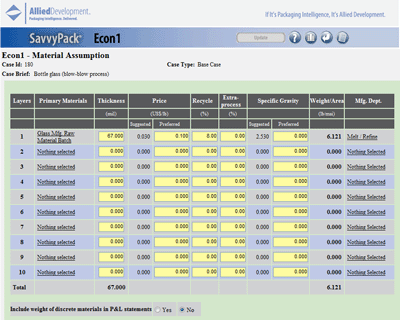 AlliedDevelopment.
Packaging Intelligence. Delivered.
If It's Packaging Intelligence, It's Allied Development.
SavvyPack® Econ1
Update
Econ1 - Material Assumption
Case Id: 180 Case Type: Base Case
Case Brief: Bottle glass (blow-blow process)
Layers Primary Materials Thickness Price Recycle Extra-process Specific Gravity Weight/Area Mfg. Dept.
(mil) (US$/lb) (%) (%) (lb/msi)
Suggested Preferred Suggested Preferred
1 Glass Mfg. Raw Material Batch 67.000 0.030 0.100 8.00 0.00 2.530 0.000 6.121 Melt / Refine
2 Nothing selected 0.000 0.000 0.000 0.00 0.00 0.000 0.000 0.000 Nothing Selected
3 Nothing selected 0.000 0.000 0.000 0.00 0.00 0.000 0.000 0.000 Nothing Selected
4 Nothing selected 0.000 0.000 0.000 0.00 0.00 0.000 0.000 0.000 Nothing Selected
5 Nothing selected 0.000 0.000 0.000 0.00 0.00 0.000 0.000 0.000 Nothing Selected
6 Nothing selected 0.000 0.000 0.000 0.00 0.00 0.000 0.000 0.000 Nothing Selected
7 Nothing selected 0.000 0.000 0.000 0.00 0.00 0.000 0.000 0.000 Nothing Selected
8 Nothing selected 0.000 0.000 0.000 0.00 0.00 0.000 0.000 0.000 Nothing Selected
9 Nothing selected 0.000 0.000 0.000 0.00 0.00 0.000 0.000 0.000 Nothing Selected
10 Nothing selected 0.000 0.000 0.000 0.00 0.00 0.000 0.000 0.000 Nothing Selected
Total 67.000 6.121
Include weight of discrete materials in P&L statements Yes No